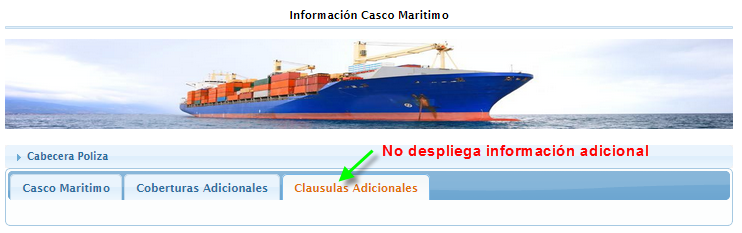 Información Casco Maritimo
Cabecera Poliza
No despliega información adicional
Casco Maritimo
Coberturas Adicionales
Clausulas Adicionales